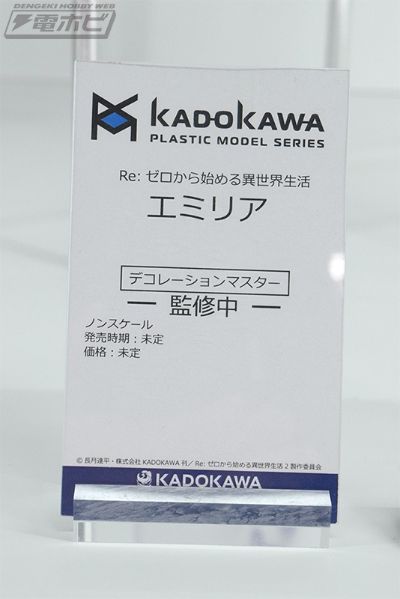 DENGEKI HOBBY WEB
電ホビ
KADOKAWA
PLASTIC MODEL SERIES
Re: ゼロから始める異世界生活
エミリア
デコレーションマスター
― 監修中 ―
ノンスケール
発売時期：未定
価格：未定
© 長月達平・株式会社 KADOKAWA 刊／Re: ゼロから始める異世界生活 2 製作委員会
KADOKAWA